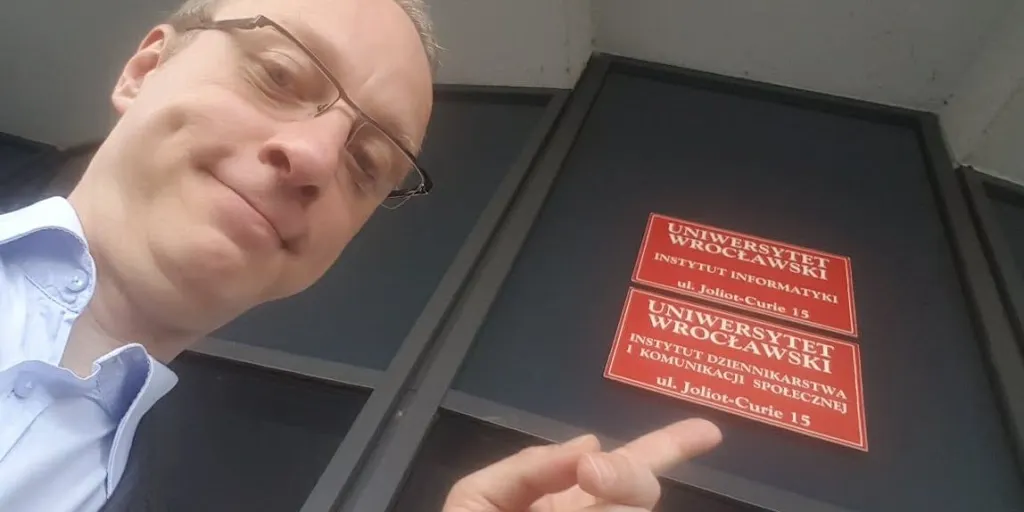 UNIWERSYTET
WROCŁAWSKI
INSTYTUT INFORMATYKI
ul. Joliot-Curie 15
UNIWERSYTET
WROCŁAWSKI
INSTYTUT DZIENNIKARSTWA
I KOMUNIKACJI SPOŁECZNEJ
ul. Joliot-Curie 15